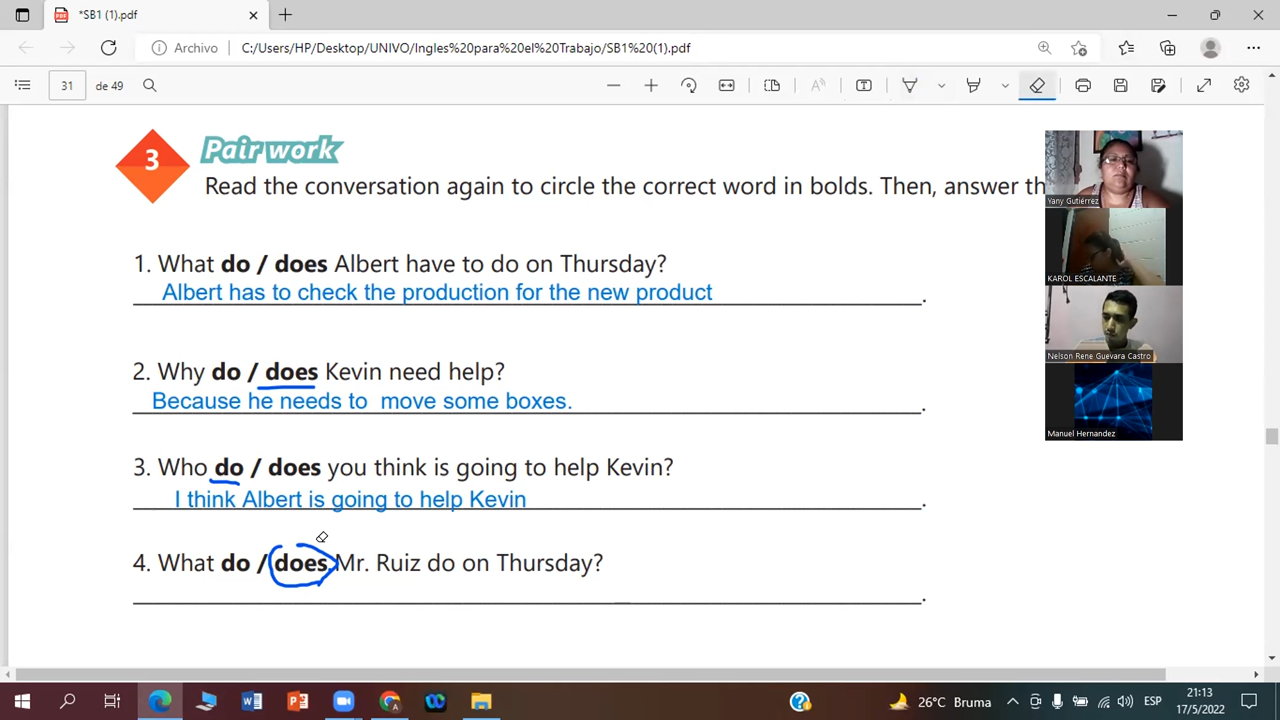 *SB1 (1).pdf
Archivo
C:/Users/HP/Desktop/UNIVO/Ingles%20para%20el%20Trabajo/SB1%20(1).pdf
31
de 49
3
Pair work
Read the conversation again to circle the correct word in bolds. Then, answer th
1. What do / does Albert have to do on Thursday?
Albert has to check the production for the new product
2. Why do / does Kevin need help?
Because he needs to move some boxes.
3. Who do / does you think is going to help Kevin?
I think Albert is going to help Kevin
4. What do / does Mr. Ruiz do on Thursday?
Yany Gutiérrez
KAROL ESCALANTE
Nelson Rene Guevara Castro
Manuel Hernandez
26°C Bruma
ESP
21:13
17/5/2022